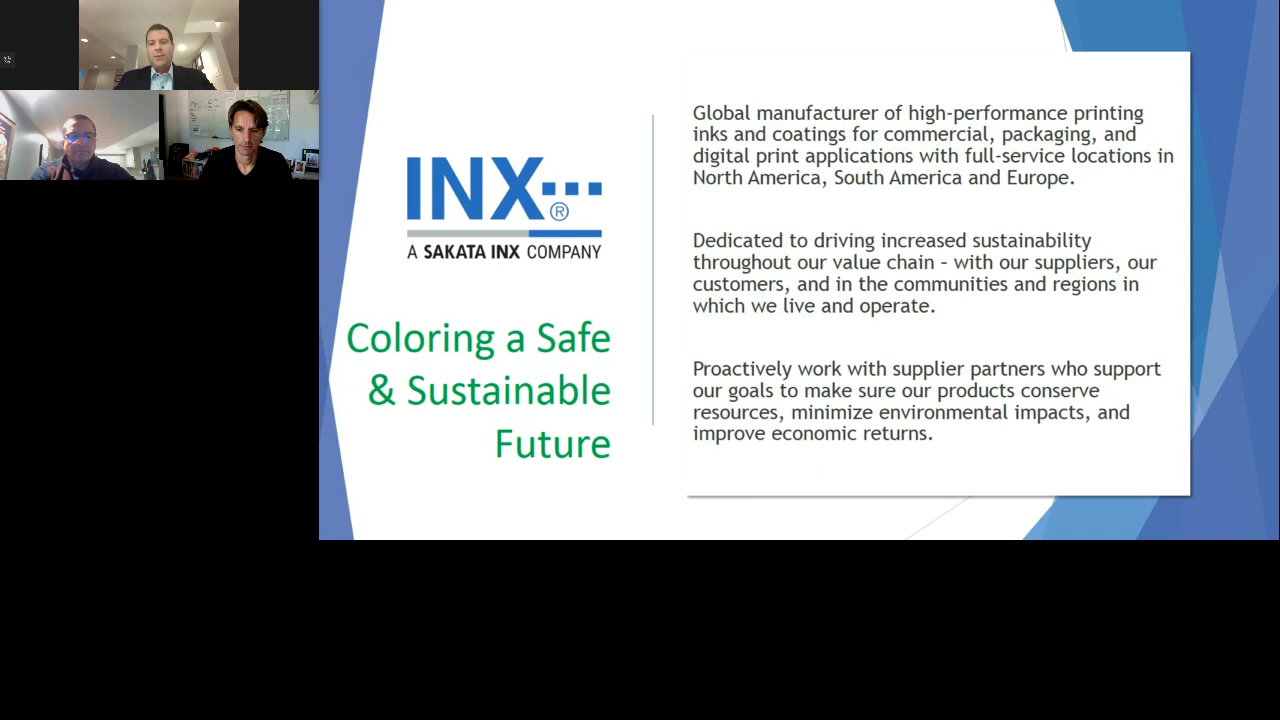 INX
®
A SAKATA INX COMPANY
Coloring a Safe
& Sustainable
Future
Global manufacturer of high-performance printing
inks and coatings for commercial, packaging, and
digital print applications with full-service locations in
North America, South America and Europe.
Dedicated to driving increased sustainability
throughout our value chain – with our suppliers, our
customers, and in the communities and regions in
which we live and operate.
Proactively work with supplier partners who support
our goals to make sure our products conserve
resources, minimize environmental impacts, and
improve economic returns.